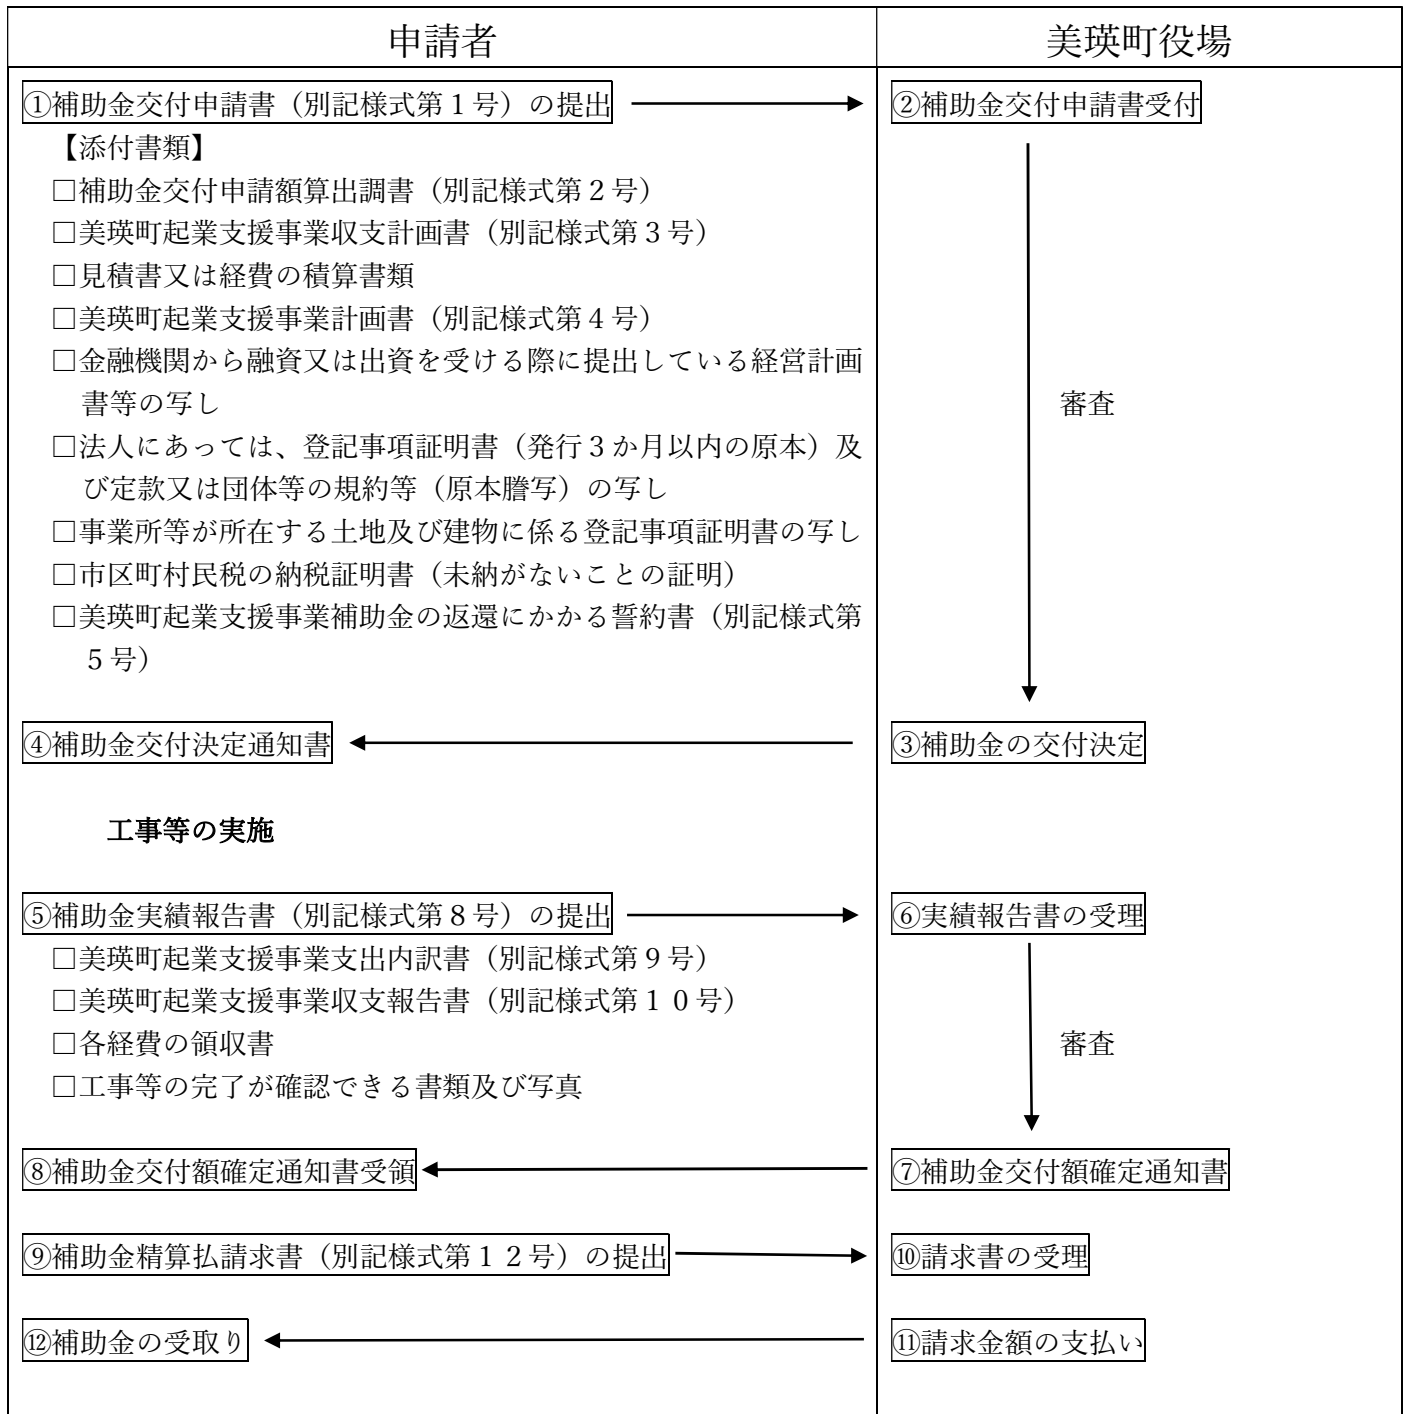 申請者
美瑛町役場
①補助金交付申請書（別記様式第１号）の提出
②補助金交付申請書受付
【添付書類】
□補助金交付申請額算出調書（別記様式第２号）
□美瑛町起業支援事業収支計画書（別記様式第３号）
□見積書又は経費の積算書類
□美瑛町起業支援事業計画書（別記様式第４号）
□金融機関から融資又は出資を受ける際に提出している経営計画
書等の写し
審査
□法人にあっては、登記事項証明書（発行３か月以内の原本）及
び定款又は団体等の規約等（原本謄写）の写し
□事業所等が所在する土地及び建物に係る登記事項証明書の写し
□市区町村民税の納税証明書（未納がないことの証明）
□美瑛町起業支援事業補助金の返還にかかる誓約書（別記様式第
５号）
④補助金交付決定通知書
③補助金の交付決定
工事等の実施
⑤補助金実績報告書（別記様式第８号）の提出
⑥実績報告書の受理
□美瑛町起業支援事業支出内訳書（別記様式第９号）
□美瑛町起業支援事業収支報告書（別記様式第１０号）
□各経費の領収書
審査
□工事等の完了が確認できる書類及び写真
⑧補助金交付額確定通知書受領
⑦補助金交付額確定通知書
⑨補助金精算払請求書（別記様式第１２号）の提出
⑩請求書の受理
⑫補助金の受取り
⑪請求金額の支払い